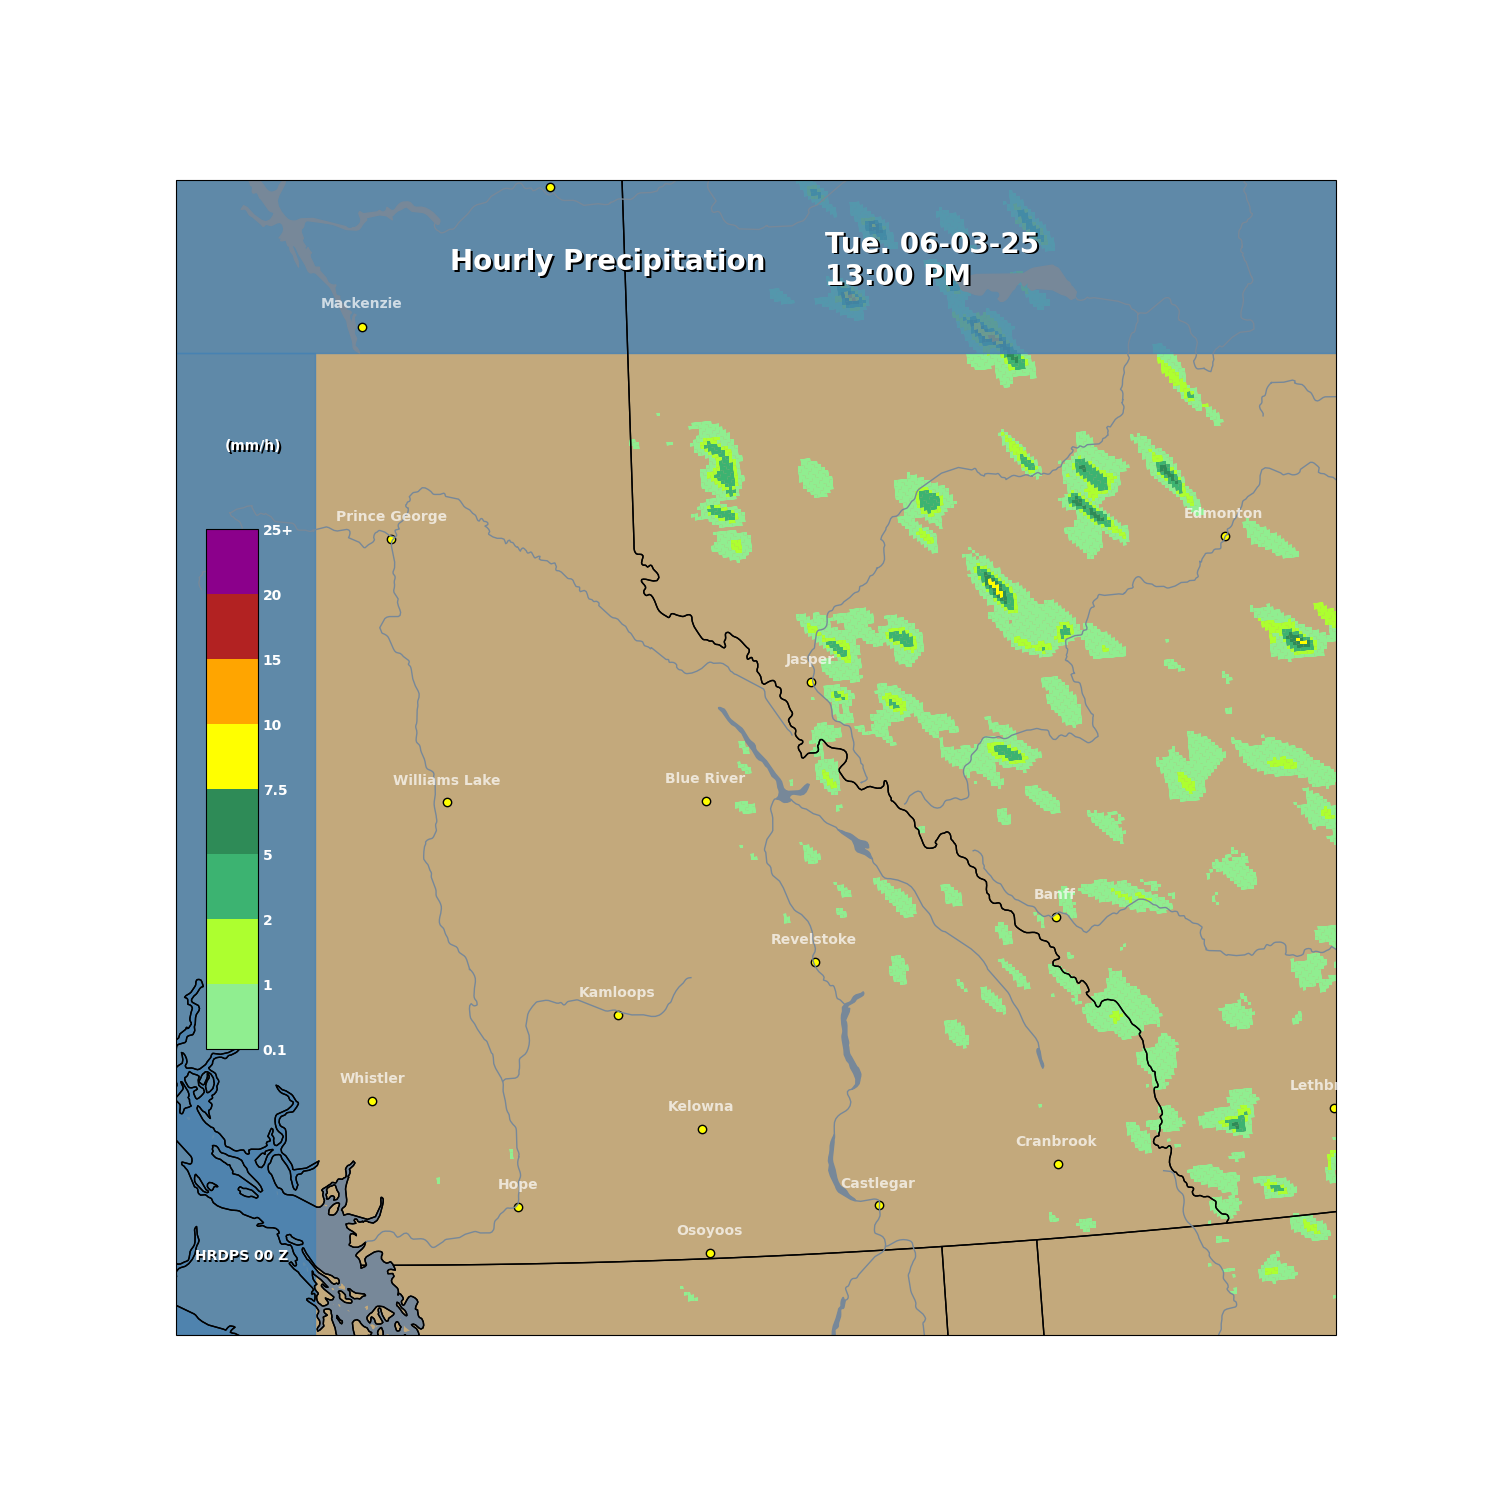 Hourly Precipitation
Tue. 06-03-25
13:00 PM
Mackenzie
(mm/h)
25+
20
15
10
7.5
5
2
1
0.1
Prince George
Edmonton
Jasper
Williams Lake
Blue River
Banff
Revelstoke
Kamloops
Whistler
Lethbr
Kelowna
Cranbrook
Hope
Castlegar
Osoyoos
HRDPS 00 Z